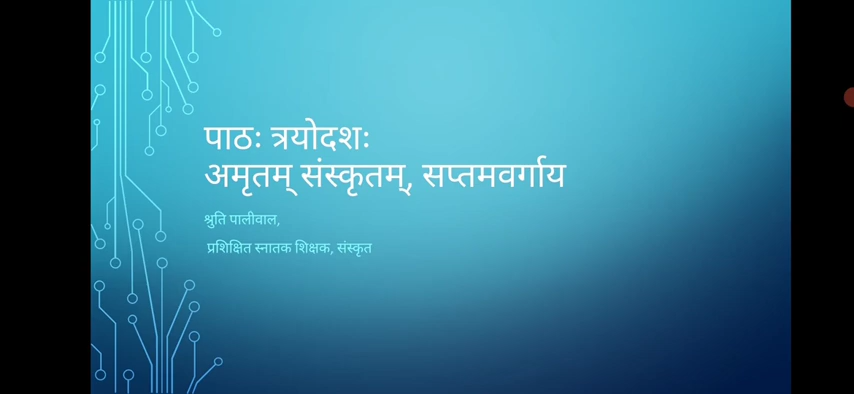 पाठः त्रयोदशः
अमृतम् संस्कृतम्, सप्तमवर्गाय
श्रुति पालीवाल,
प्रशिक्षित स्नातक शिक्षक, संस्कृत